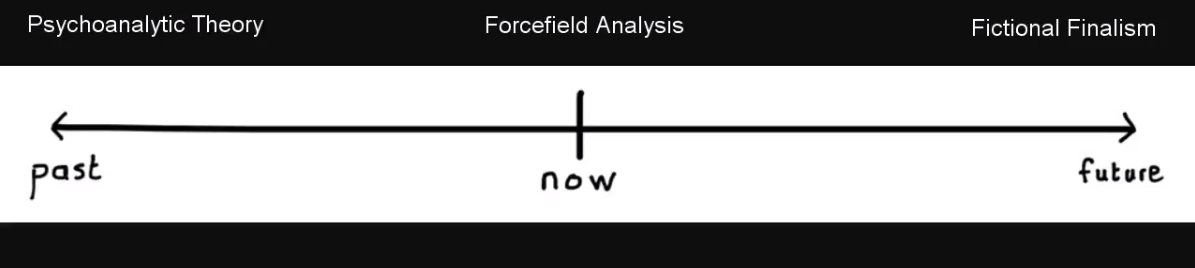 Psychoanalytic Theory
Forcefield Analysis
Fictional Finalism
past
now
future